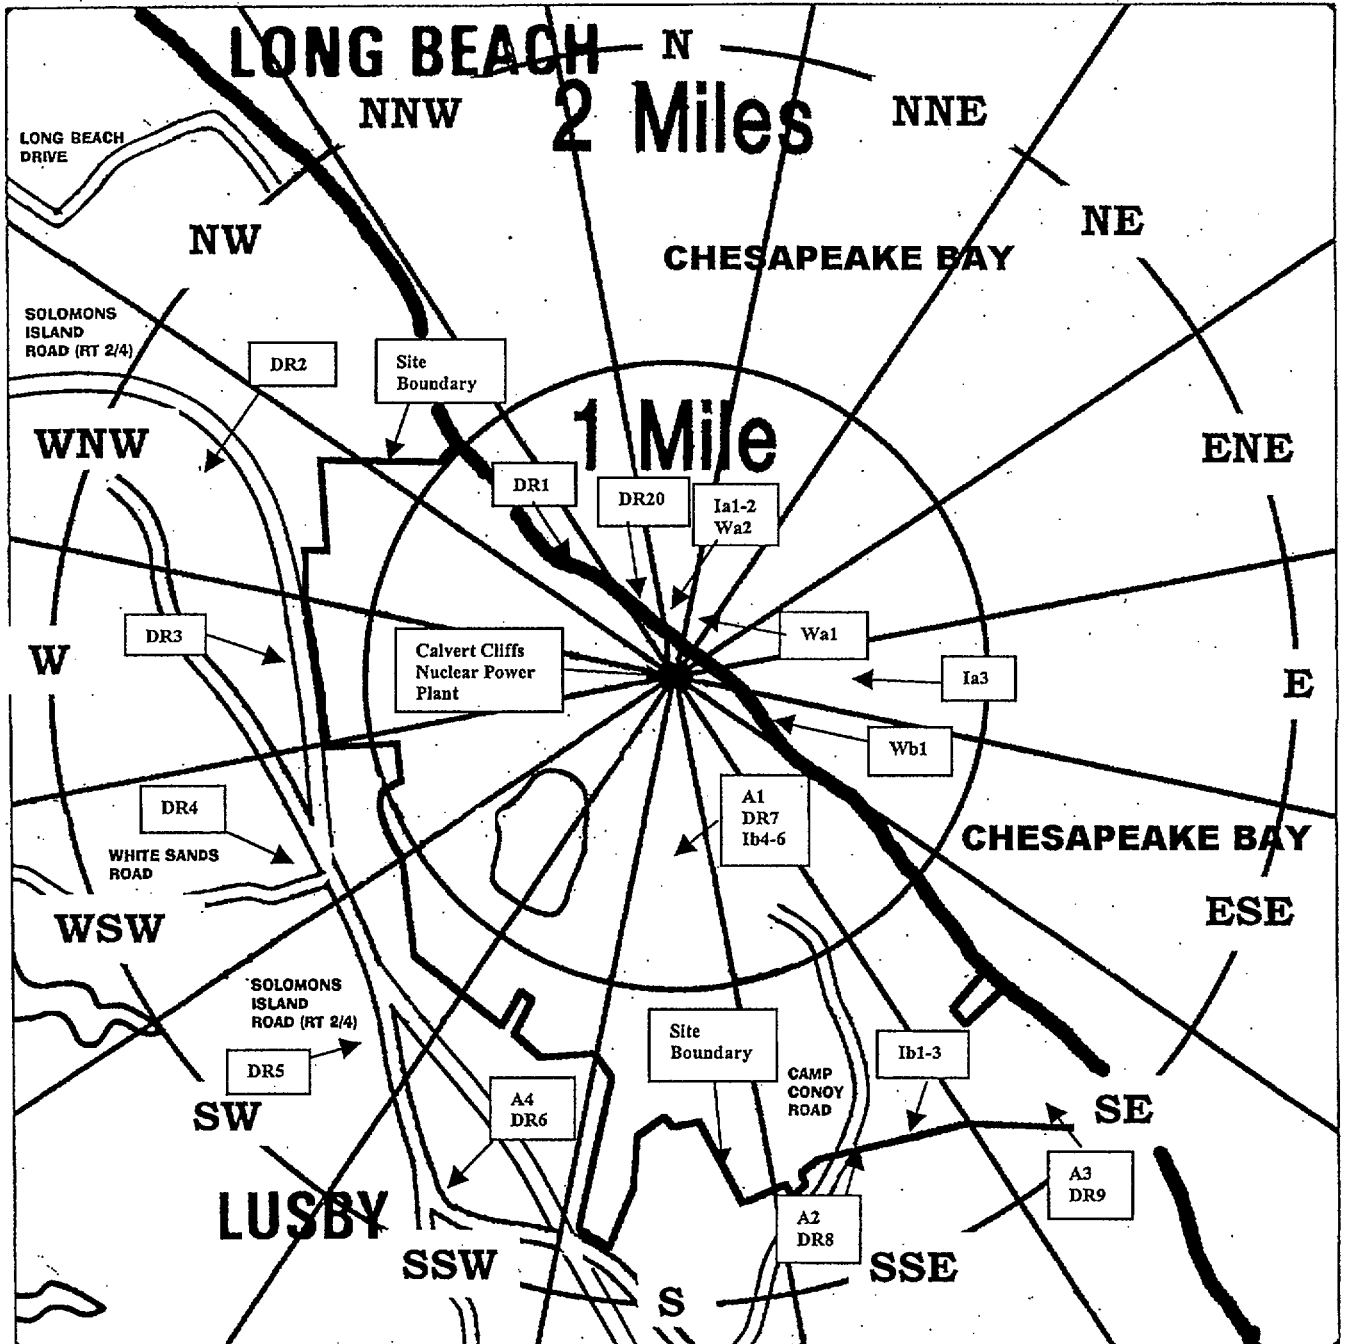 LONG BEACH
N
2 Miles
NNW
NNE
LONG BEACH
DRIVE
NW
NE
CHESAPEAKE BAY
SOLOMONS
ISLAND
ROAD (RT 2/4)
DR2
Site
Boundary
WNW
1 Mile
ENE
DR1
DR20
Ia1-2
Wa2
DR3
Wa1
W
Calvert Cliffs
Nuclear Power
Plant
Ia3
E
Wb1
DR4
A1
DR7
Ib4-6
CHESAPEAKE BAY
WHITE SANDS
ROAD
WSW
ESE
SOLOMONS
ISLAND
ROAD (RT 2/4)
DR5
Site
Boundary
Ib1-3
CAMP
CONOY
ROAD
SW
A4
DR6
SE
A3
DR9
LUSBY
A2
DR8
SSW
SSE
S